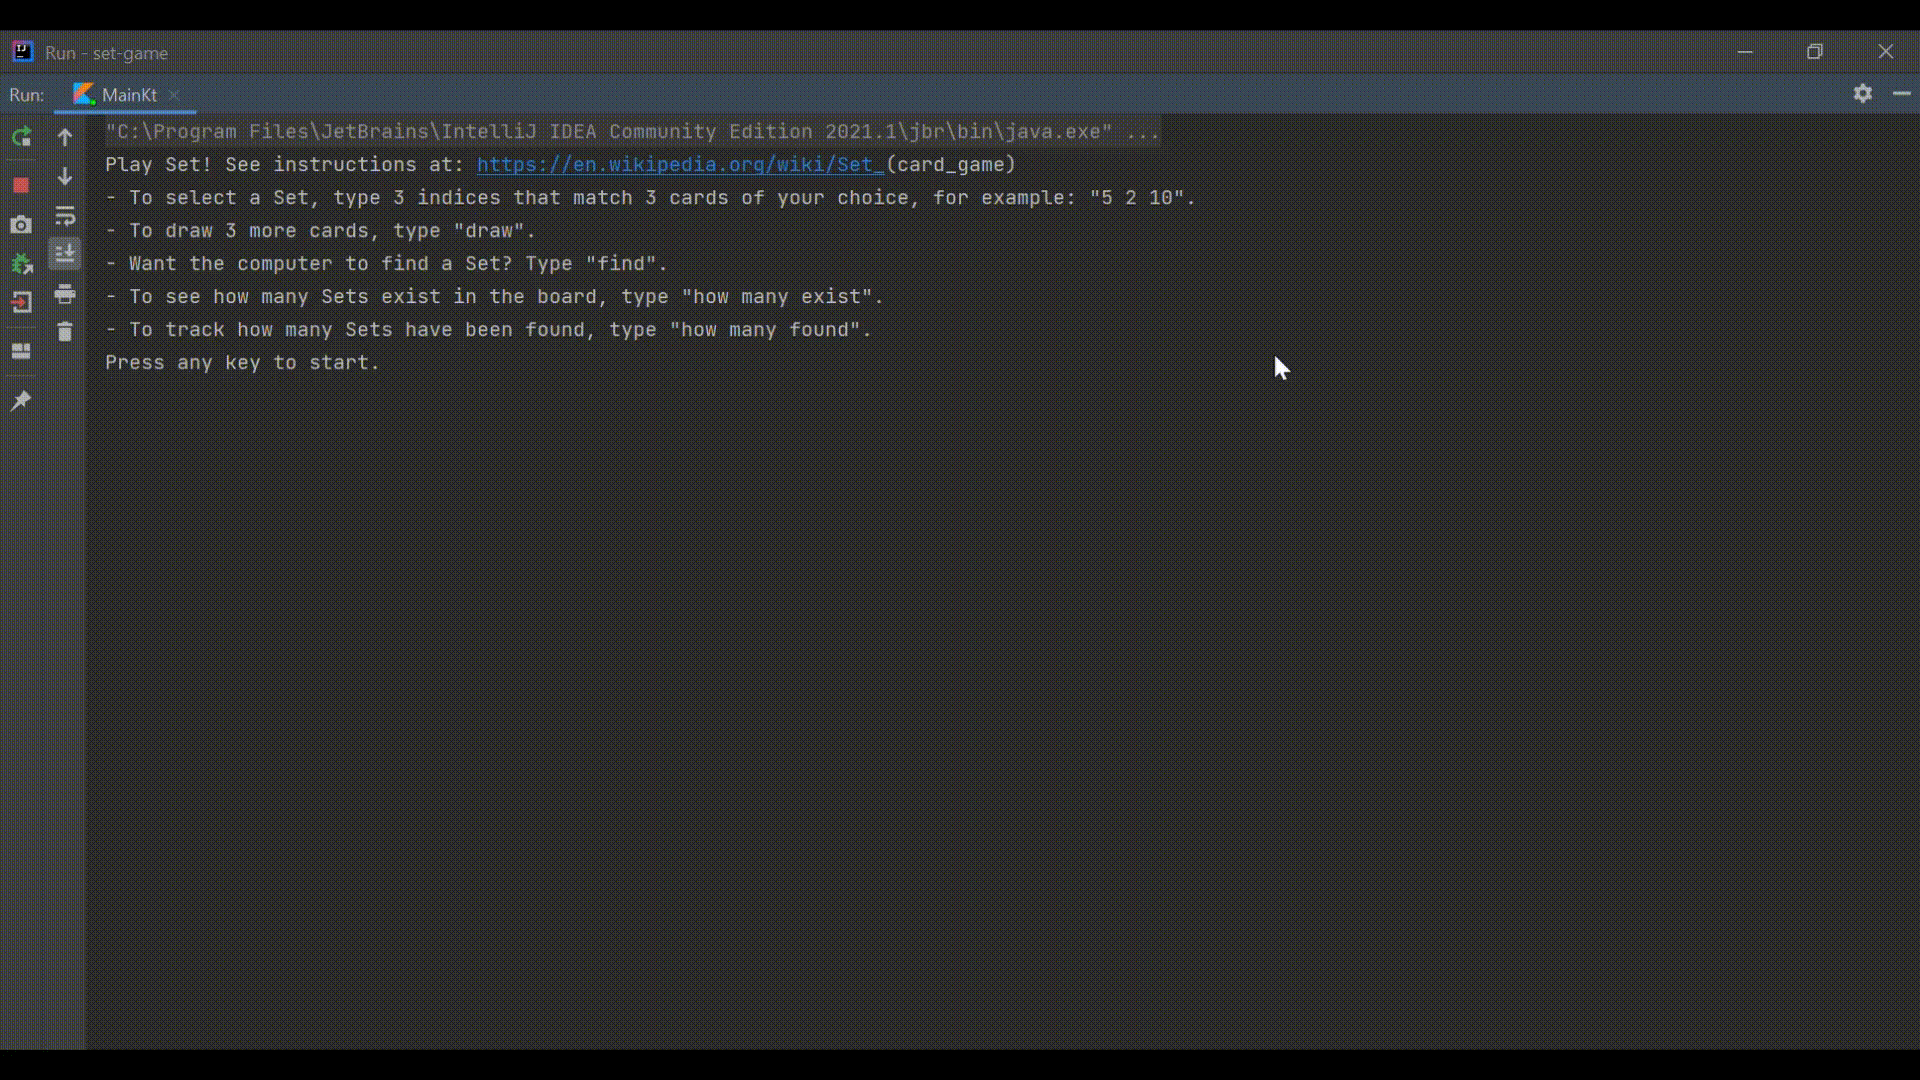 Run - set-game
Run: MainKt
"C:\Program Files\JetBrains\IntelliJ IDEA Community Edition 2021.1\jbr\bin\java.exe" ...
Play Set! See instructions at: https://en.wikipedia.org/wiki/Set_(card_game)
- To select a Set, type 3 indices that match 3 cards of your choice, for example: "5 2 10".
- To draw 3 more cards, type "draw".
- Want the computer to find a Set? Type "find".
- To see how many Sets exist in the board, type "how many exist".
- To track how many Sets have been found, type "how many found".
Press any key to start.